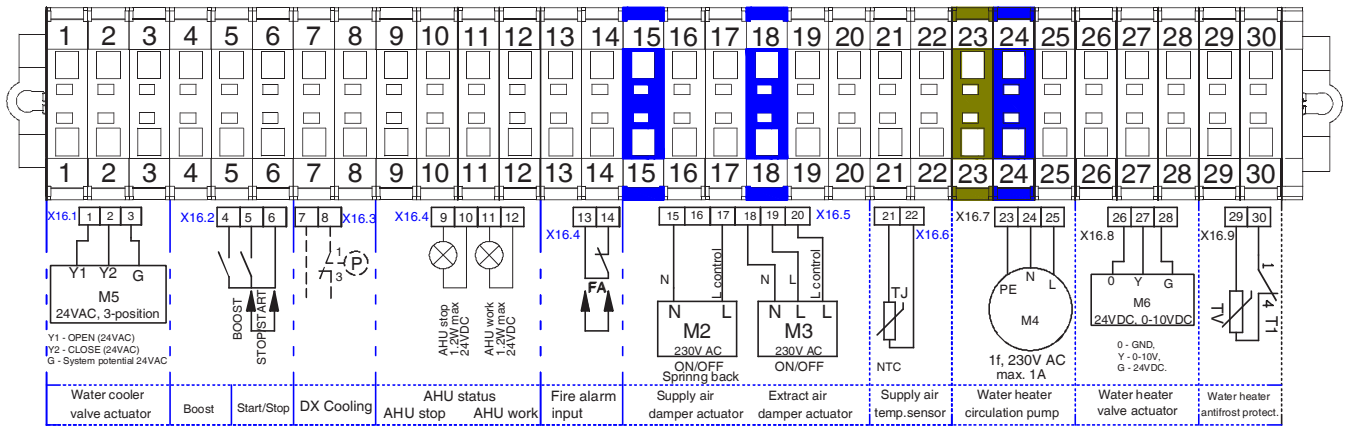 1 2 3 4 5 6 7 8 9 10 11 12 13 14 15 16 17 18 19 20 21 22 23 24 25 26 27 28 29 30
1 2 3 4 5 6 7 8 9 10 11 12 13 14 15 16 17 18 19 20 21 22 23 24 25 26 27 28 29 30
X16.1 1 2 3
Y1 Y2 G
M5
24VAC, 3-position
Y1 - OPEN (24VAC)
Y2 - CLOSE (24VAC)
G - System potential 24VAC
Water cooler
valve actuator
X16.2 4 5 6
BOOST
STOP/START
Boost
Start/Stop
7 8 X16.3
1
3
P
DX Cooling
X16.4 9 10 11 12
AHU stop
1.2W max
24VDC
AHU work
1.2W max
24VDC
AHU status
AHU stop AHU work
13 14
X16.4
FA
Fire alarm
input
15 16 17 18 19 20 X16.5
N
L control
N
L
L control
N L
M2
230V AC
ON/OFF
Sprinng back
N L L
M3
230V AC
ON/OFF
Supply air
damper actuator
Extract air
damper actuator
21 22
X16.6
TJ
NTC
Supply air
temp.sensor
X16.7 23 24 25
PE N L
M4
1f, 230V AC
max. 1A
Water heater
circulation pump
26 27 28
X16.8
0 Y G
M6
24VDC, 0-10VDC
0 - GND,
Y - 0-10V,
G - 24VDC.
Water heater
valve actuator
29 30
X16.9
TV
1
4
T1
Water heater
antifrost protect.